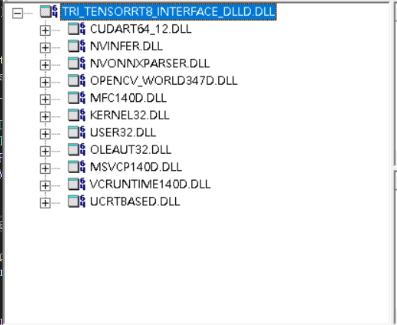 TRI_TENSORRT8_INTERFACE_DLLD.DLL
CUDART64_12.DLL
NVINFER.DLL
NVONNXPARSER.DLL
OPENCV_WORLD347D.DLL
MFC140D.DLL
KERNEL32.DLL
USER32.DLL
OLEAUT32.DLL
MSVCP140D.DLL
VCRUNTIME140D.DLL
UCRTBASED.DLL